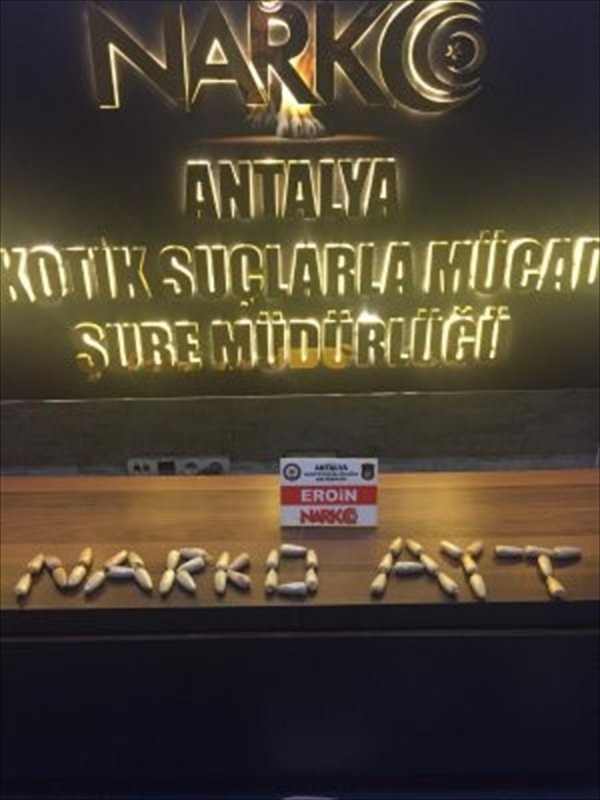 NARKO
ANTALYA
KOTİK SUÇLARLA MÜCAD
ŞUBE MÜDÜRLÜĞÜ
ANTALYA
EROİN
NARKO
NARKO AYT